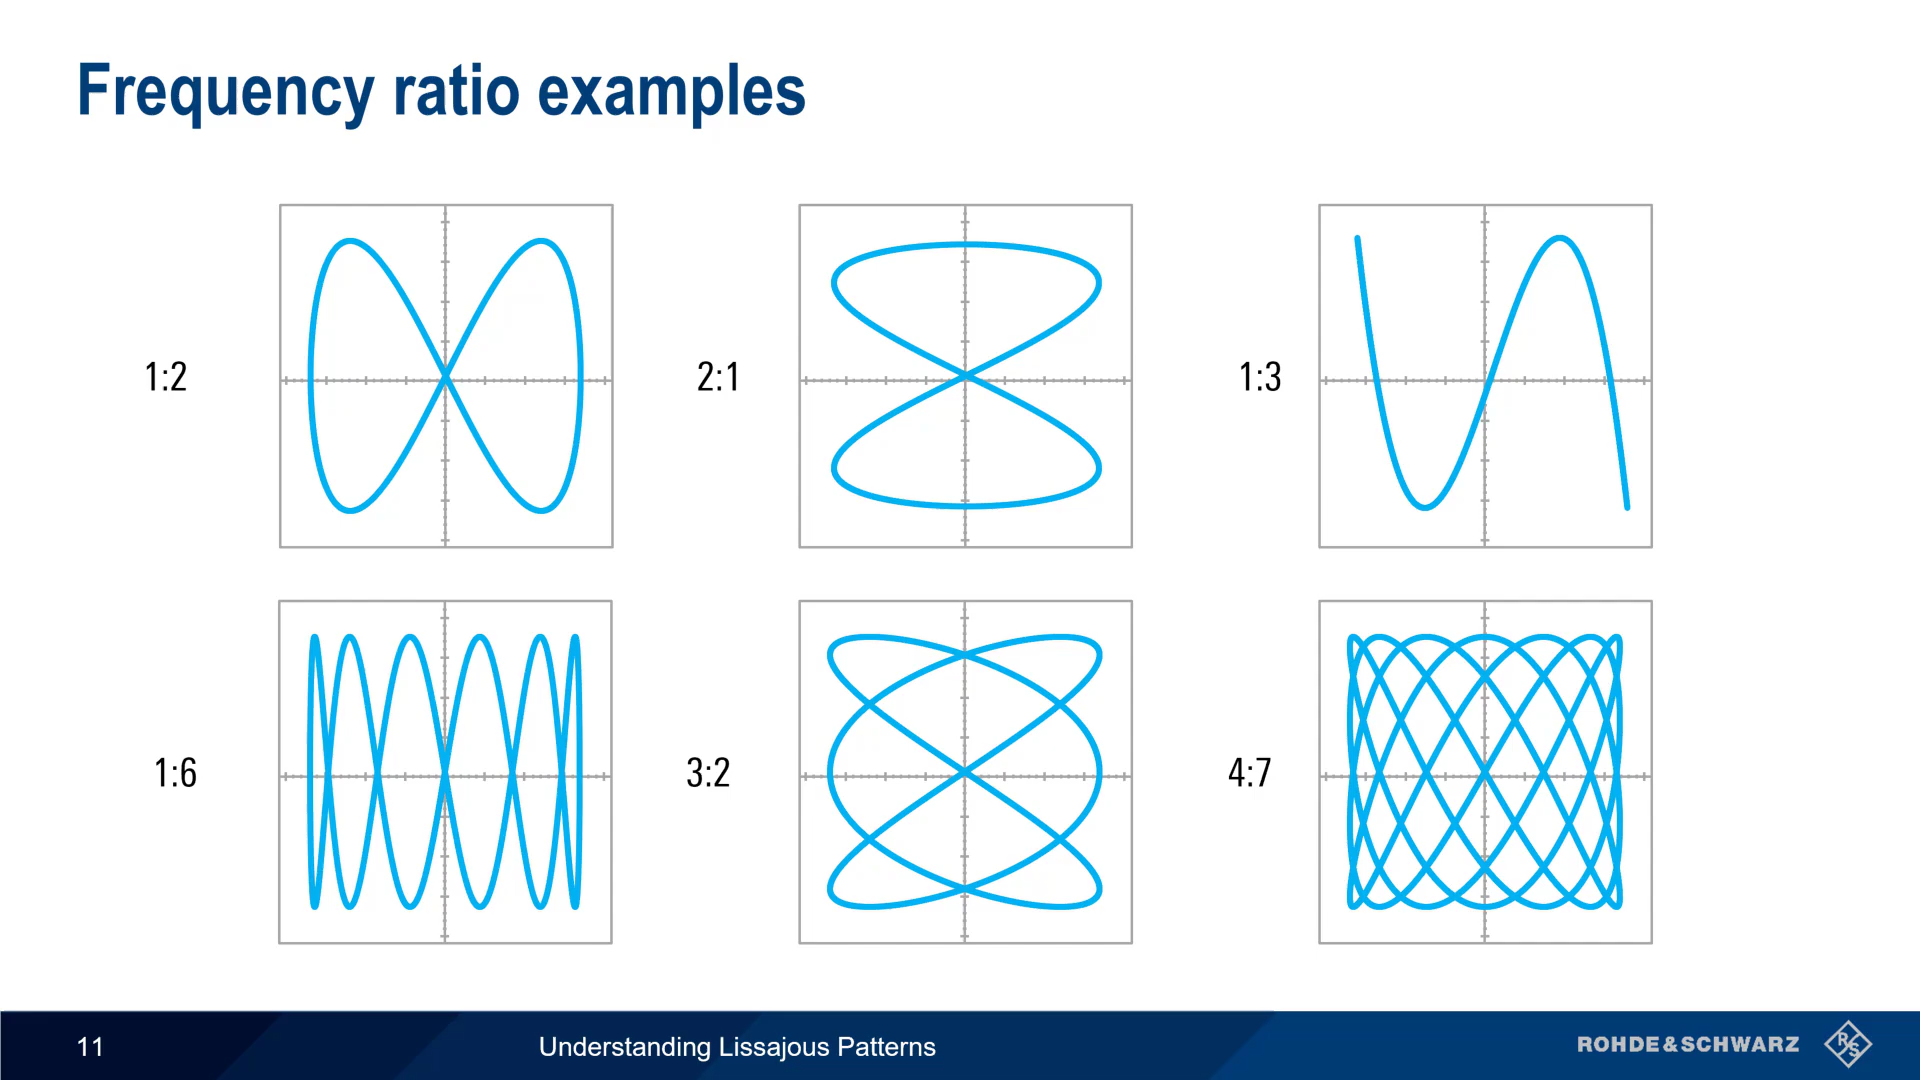 Frequency ratio examples
1:2
2:1
1:3
1:6
3:2
4:7
11
Understanding Lissajous Patterns
ROHDE&SCHWARZ
R&S